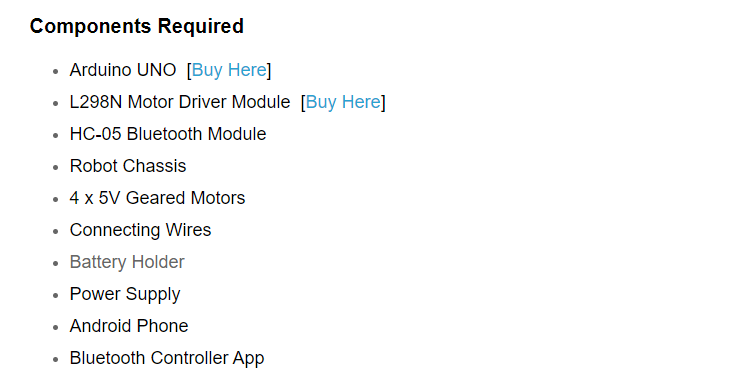 Components Required
Arduino UNO [Buy Here]
L298N Motor Driver Module [Buy Here]
HC-05 Bluetooth Module
Robot Chassis
4 x 5V Geared Motors
Connecting Wires
Battery Holder
Power Supply
Android Phone
Bluetooth Controller App